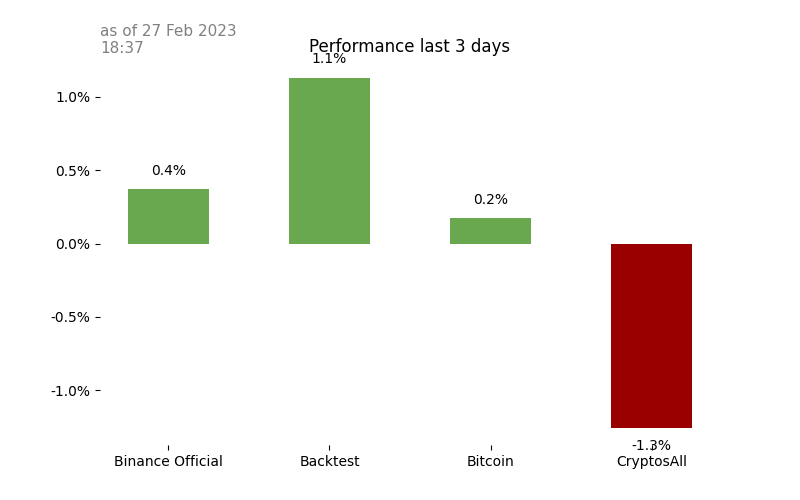 as of 27 Feb 2023
18:37
Performance last 3 days
1.1%
1.0%
0.5%
0.4%
0.2%
0.0%
-0.5%
-1.0%
-1.3%
Binance Official
Backtest
Bitcoin
CryptosAll